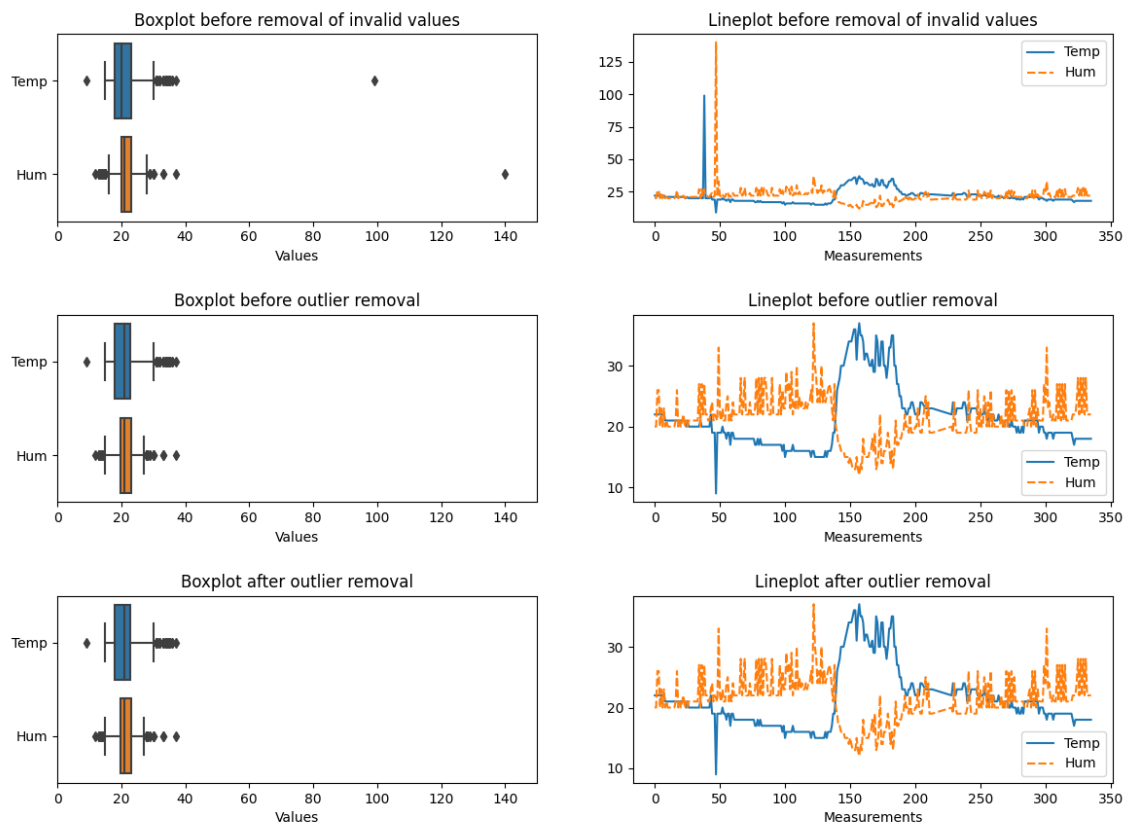 Boxplot before removal of invalid values
Temp
Hum
0 20 40 60 80 100 120 140
Values
Lineplot before removal of invalid values
125
100
75
50
25
Temp
Hum
0 50 100 150 200 250 300 350
Measurements
Boxplot before outlier removal
Temp
Hum
0 20 40 60 80 100 120 140
Values
Lineplot before outlier removal
30
20
10
Temp
Hum
0 50 100 150 200 250 300 350
Measurements
Boxplot after outlier removal
Temp
Hum
0 20 40 60 80 100 120 140
Values
Lineplot after outlier removal
30
20
10
Temp
Hum
0 50 100 150 200 250 300 350
Measurements